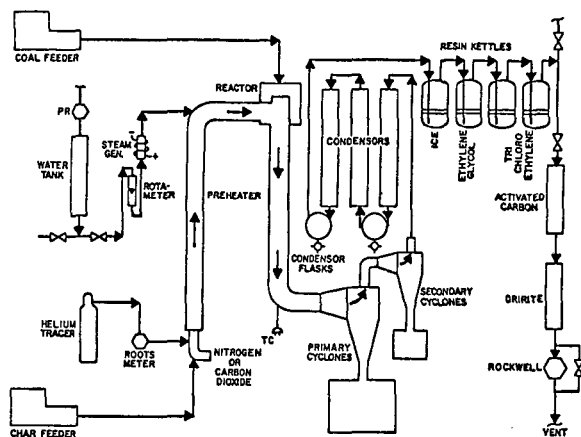 COAL FEEDER
REACTOR
RESIN KETTLES
PR
STEAM
GEN.
- +
WATER
TANK
ROTA-
METER
PREHEATER
CONDENSORS
ICE
ETHYLENE
GLYCOL
TRI
CHLORO
ETHYLENE
ACTIVATED
CARBON
CONDENSOR
FLASKS
SECONDARY
CYCLONES
DRIRITE
HELIUM
TRACER
ROOTS
METER
TC
NITROGEN
OR
CARBON
DIOXIDE
PRIMARY
CYCLONES
ROCKWELL
CHAR FEEDER
VENT